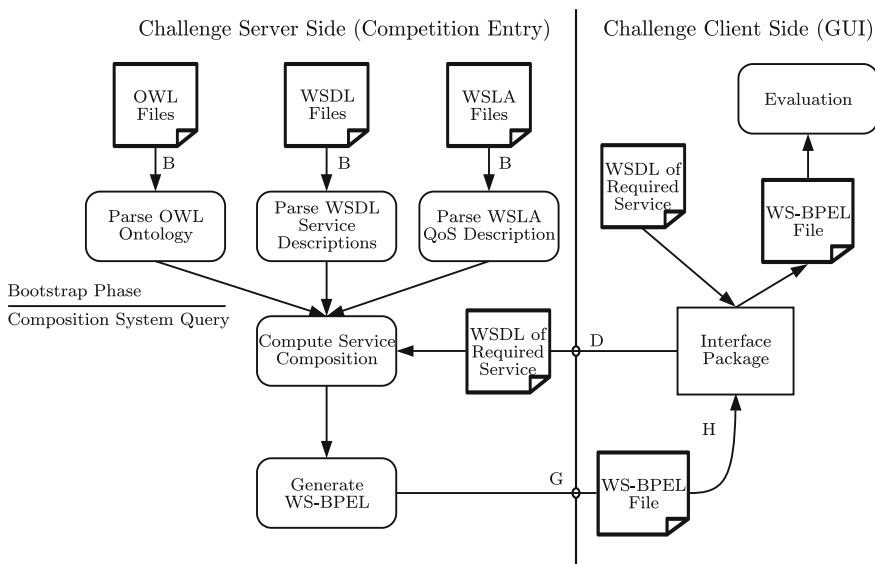 Challenge Server Side (Competition Entry)
Challenge Client Side (GUI)
OWL
Files
WSDL
Files
WSLA
Files
Evaluation
B
B
B
WSDL of
Required
Service
WS-BPEL
File
Parse OWL
Ontology
Parse WSDL
Service
Descriptions
Parse WSLA
QoS Description
Bootstrap Phase
Composition System Query
Compute Service
Composition
WSDL of
Required
Service
D
Interface
Package
H
Generate
WS-BPEL
G
WS-BPEL
File